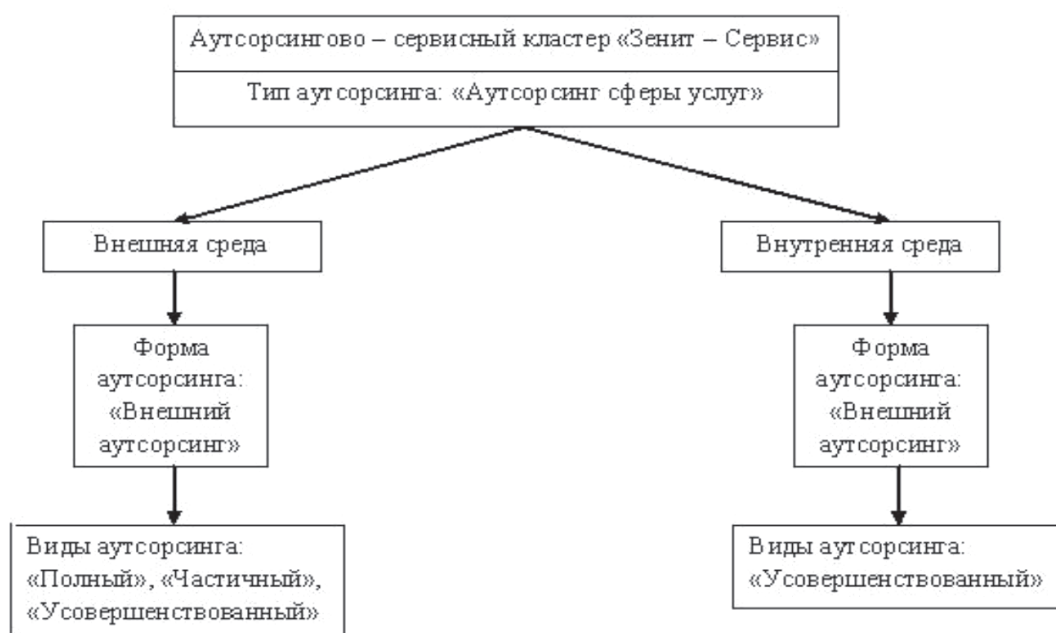 Аутсорсингово – сервисный кластер «Зенит – Сервис»
Тип аутсорсинга: «Аутсорсинг сферы услуг»
Внешняя среда
Внутренняя среда
Форма
аутсорсинга:
«Внешний
аутсорсинг»
Форма
аутсорсинга:
«Внешний
аутсорсинг»
Виды аутсорсинга:
«Полный», «Частичный»,
«Усовершенствованный»
Виды аутсорсинга:
«Усовершенствованный»